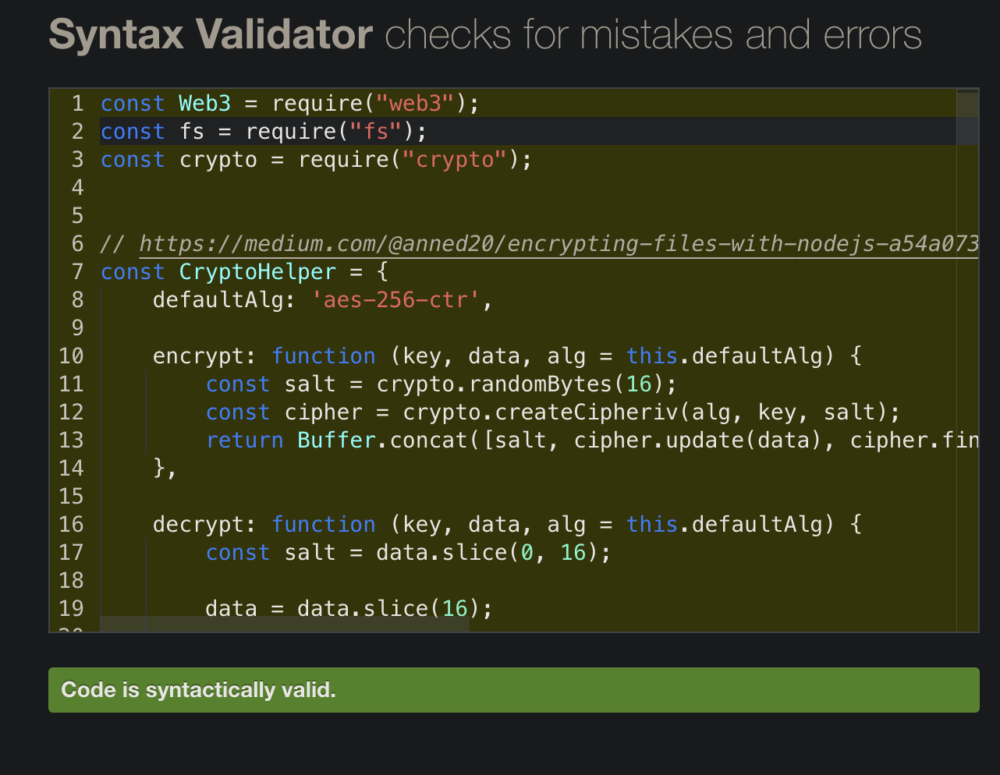 Syntax Validator checks for mistakes and errors
1 const Web3 = require("web3");
2 const fs = require("fs");
3 const crypto = require("crypto");
4
5
6 // https://medium.com/@anned20/encrypting-files-with-nodejs-a54a073
7 const CryptoHelper = {
8 defaultAlg: 'aes-256-ctr',
9
10 encrypt: function (key, data, alg = this.defaultAlg) {
11 const salt = crypto.randomBytes(16);
12 const cipher = crypto.createCipheriv(alg, key, salt);
13 return Buffer.concat([salt, cipher.update(data), cipher.fin
14 },
15
16 decrypt: function (key, data, alg = this.defaultAlg) {
17 const salt = data.slice(0, 16);
18
19 data = data.slice(16);
Code is syntactically valid.